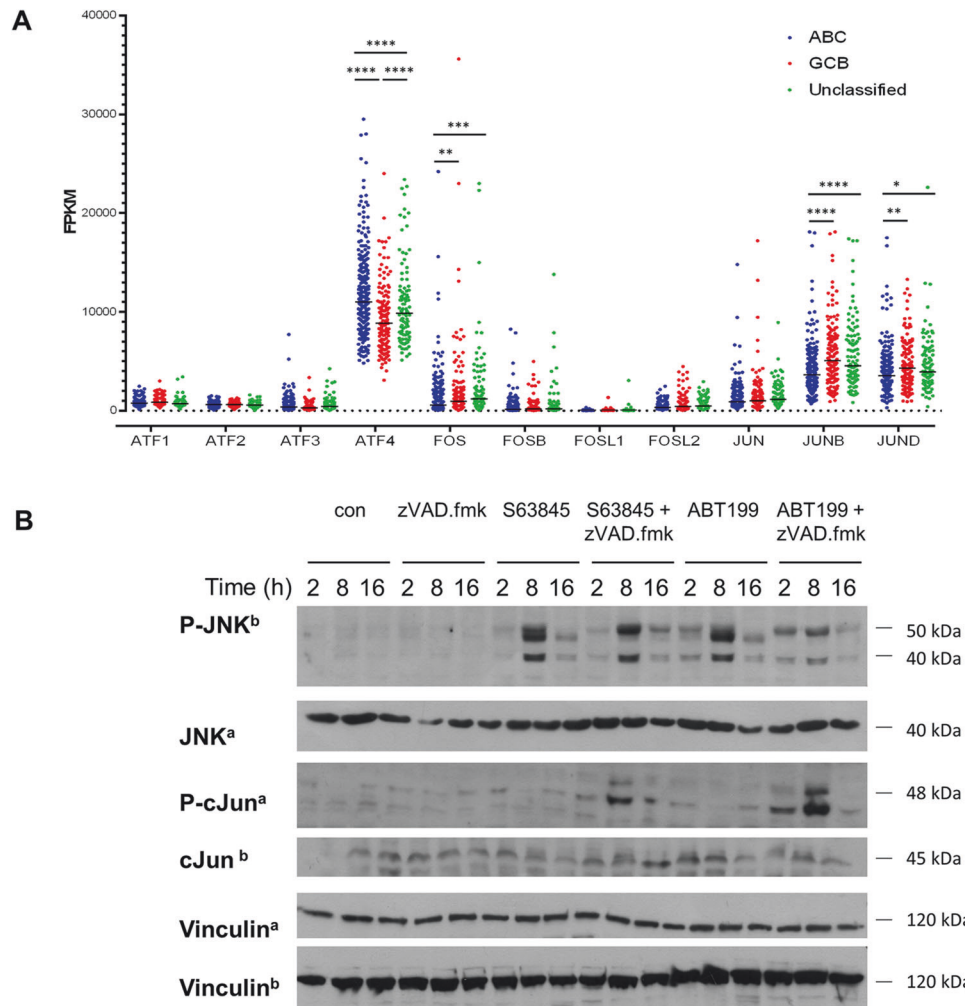 A
40000
30000
20000
10000
0
FPKM
ABC
GCB
Unclassified
****
**** ****
***
**
****
****
*
**
ATF1 ATF2 ATF3 ATF4 FOS FOSB FOSL1 FOSL2 JUN JUNB JUND
B
con zVAD.fmk S63845 S63845 + zVAD.fmk ABT199 ABT199 + zVAD.fmk
Time (h) 2 8 16 2 8 16 2 8 16 2 8 16 2 8 16 2 8 16
P-JNKᵇ
50 kDa
40 kDa
JNKᵃ
40 kDa
P-cJunᵃ
48 kDa
cJun ᵇ
45 kDa
Vinculinᵃ
120 kDa
Vinculinᵇ
120 kDa